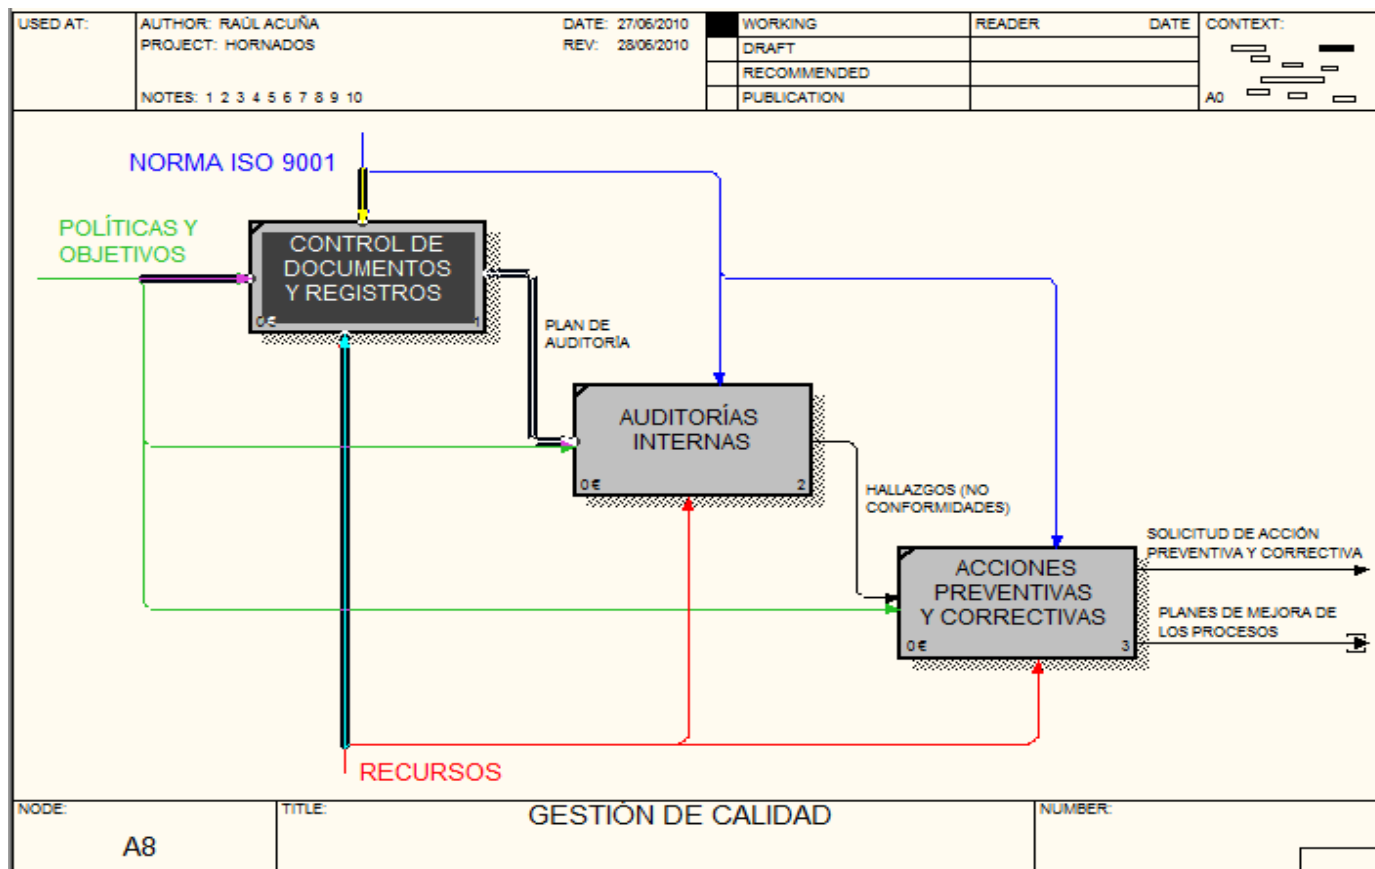 USED AT:
AUTHOR: RAÚL ACUÑA
DATE: 27/06/2010
PROJECT: HORNADOS
REV: 28/06/2010
NOTES: 1 2 3 4 5 6 7 8 9 10
WORKING
DRAFT
RECOMMENDED
PUBLICATION
READER DATE
CONTEXT:
A0
NORMA ISO 9001
POLÍTICAS Y
OBJETIVOS
CONTROL DE
DOCUMENTOS
Y REGISTROS
0 € 1
PLAN DE
AUDITORÍA
AUDITORÍAS
INTERNAS
0 € 2
HALLAZGOS (NO
CONFORMIDADES)
ACCIONES
PREVENTIVAS
Y CORRECTIVAS
0 € 3
SOLICITUD DE ACCIÓN
PREVENTIVA Y CORRECTIVA
PLANES DE MEJORA DE
LOS PROCESOS
RECURSOS
NODE:
A8
TITLE:
GESTIÓN DE CALIDAD
NUMBER: